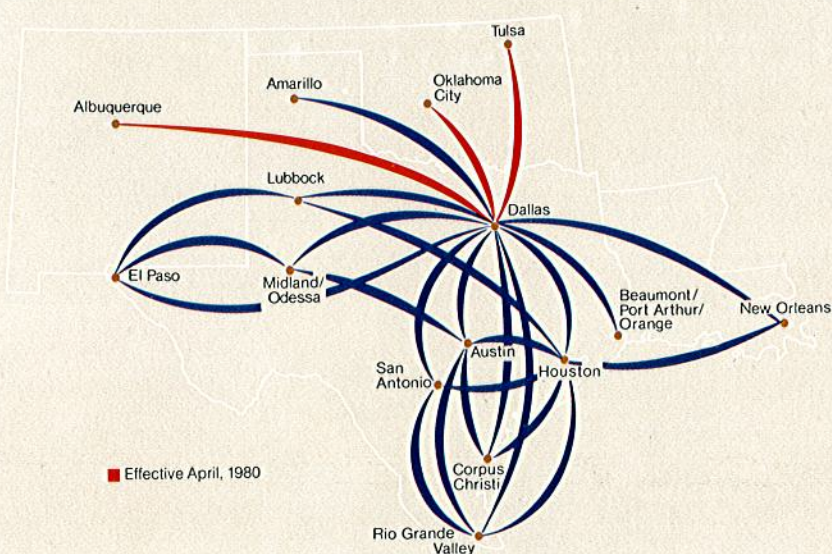 Tulsa
Amarillo
Oklahoma
City
Albuquerque
Lubbock
Dallas
El Paso
Midland/
Odessa
Beaumont/
Port Arthur/
Orange
New Orleans
Austin
San
Antonio
Houston
Effective April, 1980
Corpus
Christi
Rio Grande
Valley